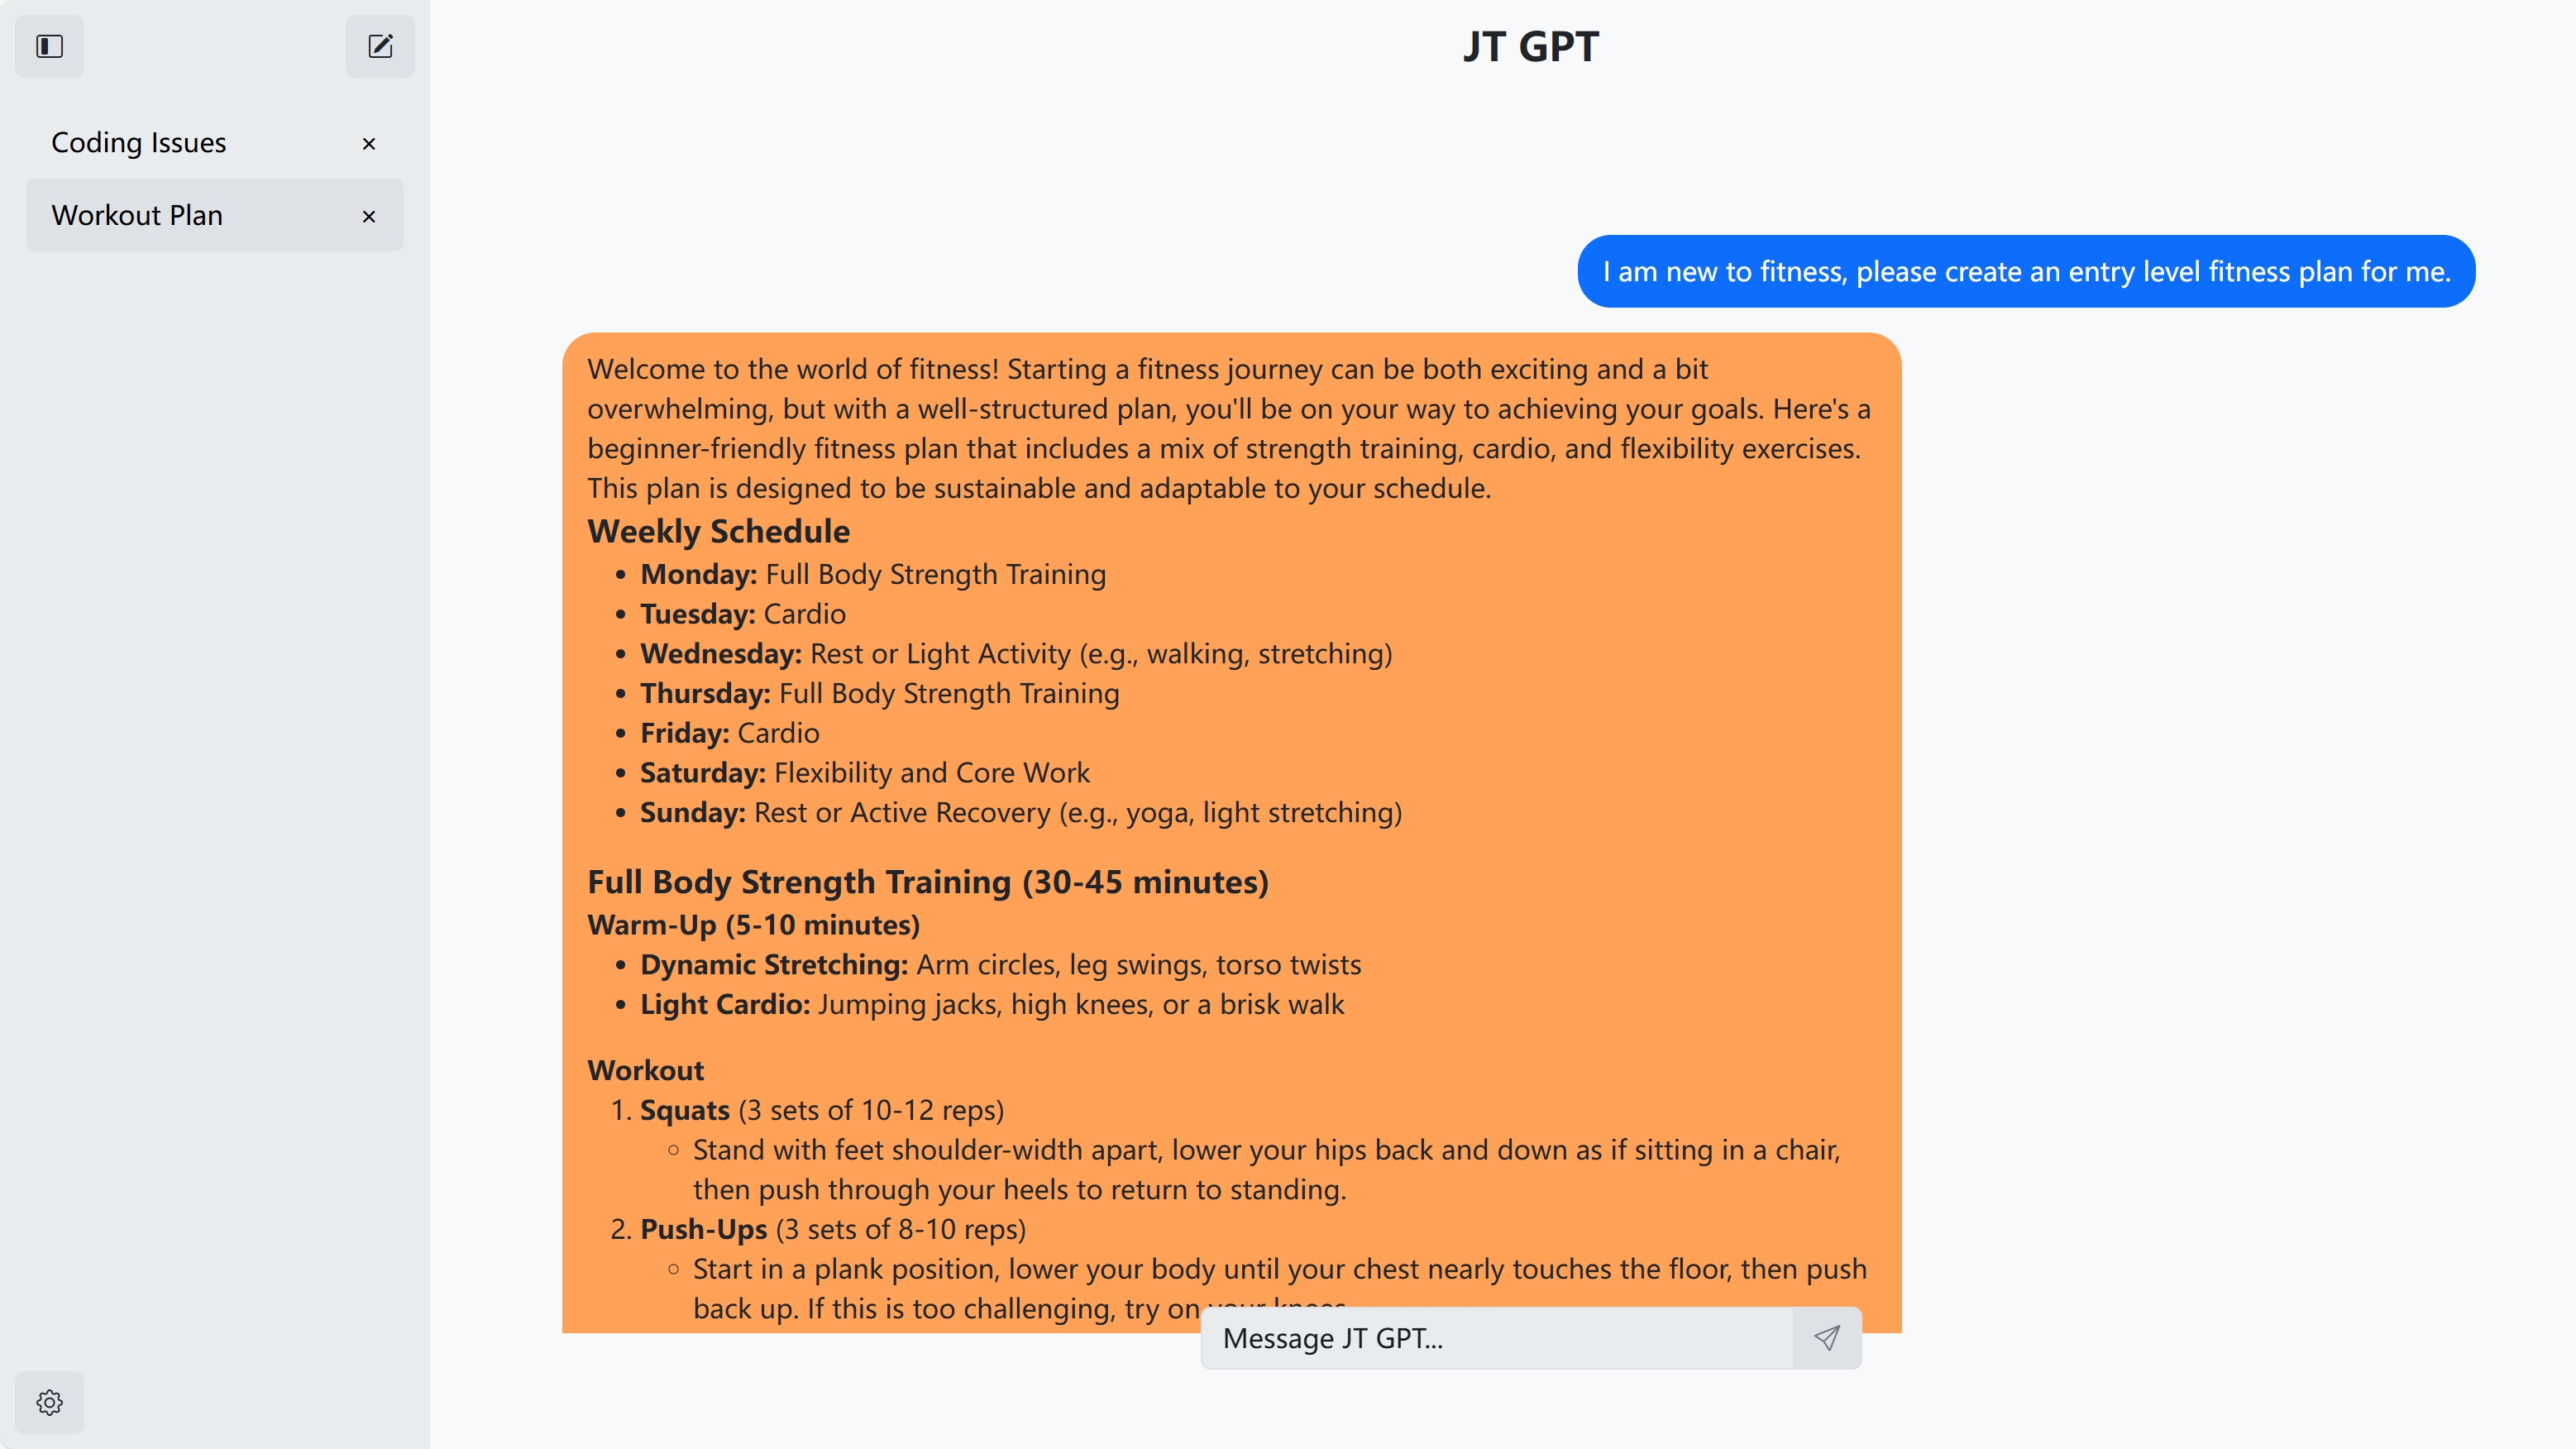 JT GPT
Coding Issues ×
Workout Plan ×
I am new to fitness, please create an entry level fitness plan for me.
Welcome to the world of fitness! Starting a fitness journey can be both exciting and a bit
overwhelming, but with a well-structured plan, you'll be on your way to achieving your goals. Here's a
beginner-friendly fitness plan that includes a mix of strength training, cardio, and flexibility exercises.
This plan is designed to be sustainable and adaptable to your schedule.
Weekly Schedule
• Monday: Full Body Strength Training
• Tuesday: Cardio
• Wednesday: Rest or Light Activity (e.g., walking, stretching)
• Thursday: Full Body Strength Training
• Friday: Cardio
• Saturday: Flexibility and Core Work
• Sunday: Rest or Active Recovery (e.g., yoga, light stretching)
Full Body Strength Training (30-45 minutes)
Warm-Up (5-10 minutes)
• Dynamic Stretching: Arm circles, leg swings, torso twists
• Light Cardio: Jumping jacks, high knees, or a brisk walk
Workout
1. Squats (3 sets of 10-12 reps)
◦ Stand with feet shoulder-width apart, lower your hips back and down as if sitting in a chair,
then push through your heels to return to standing.
2. Push-Ups (3 sets of 8-10 reps)
◦ Start in a plank position, lower your body until your chest nearly touches the floor, then push
back up. If this is too challenging, try on your knees.
Message JT GPT...